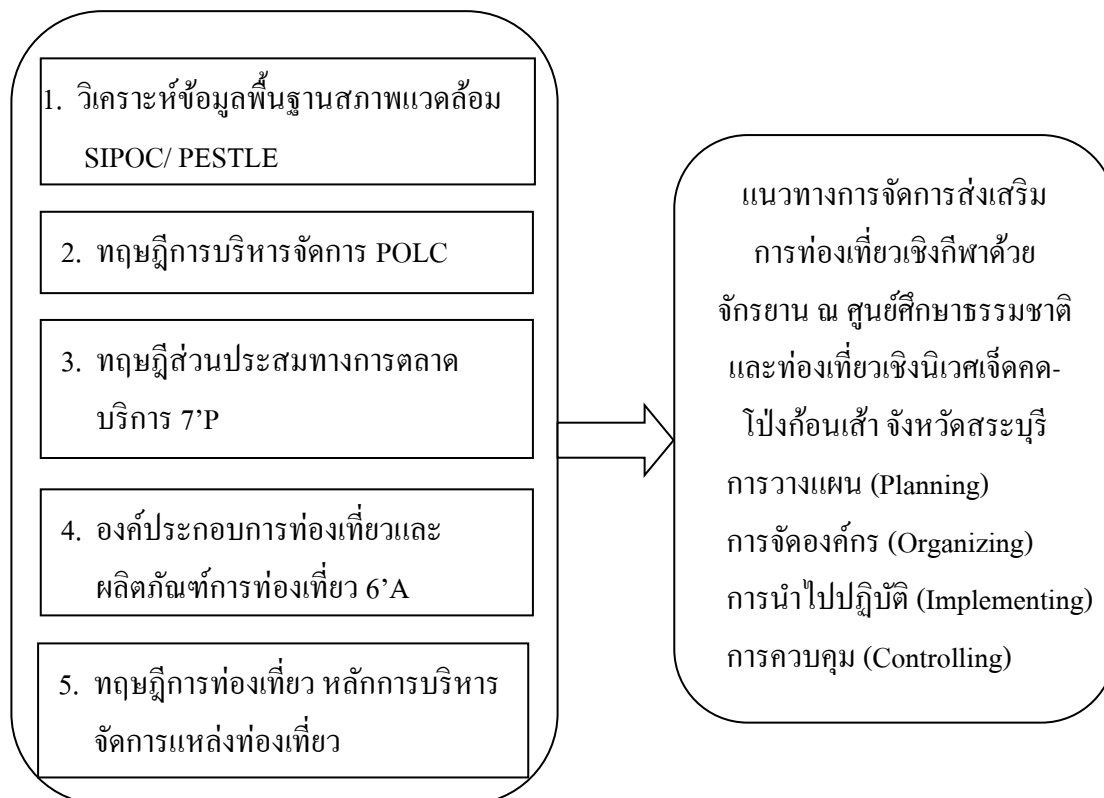 1. วิเคราะห์ข้อมูลพื้นฐานสภาพแวดล้อม
SIPOC/ PESTLE
2. ทฤษฎีการบริหารจัดการ POLC
3. ทฤษฎีส่วนประสมทางการตลาด
บริการ 7’P
4. องค์ประกอบการท่องเที่ยวและ
ผลิตภัณฑ์การท่องเที่ยว 6’A
5. ทฤษฎีการท่องเที่ยว หลักการบริหาร
จัดการแหล่งท่องเที่ยว
แนวทางการจัดการส่งเสริม
การท่องเที่ยวเชิงกีฬาด้วย
จักรยาน ณ ศูนย์ศึกษาธรรมชาติ
และท่องเที่ยวเชิงนิเวศเจ็ดคด-
โป่งก้อนเส้า จังหวัดสระบุรี
การวางแผน (Planning)
การจัดองค์กร (Organizing)
การนำไปปฏิบัติ (Implementing)
การควบคุม (Controlling)